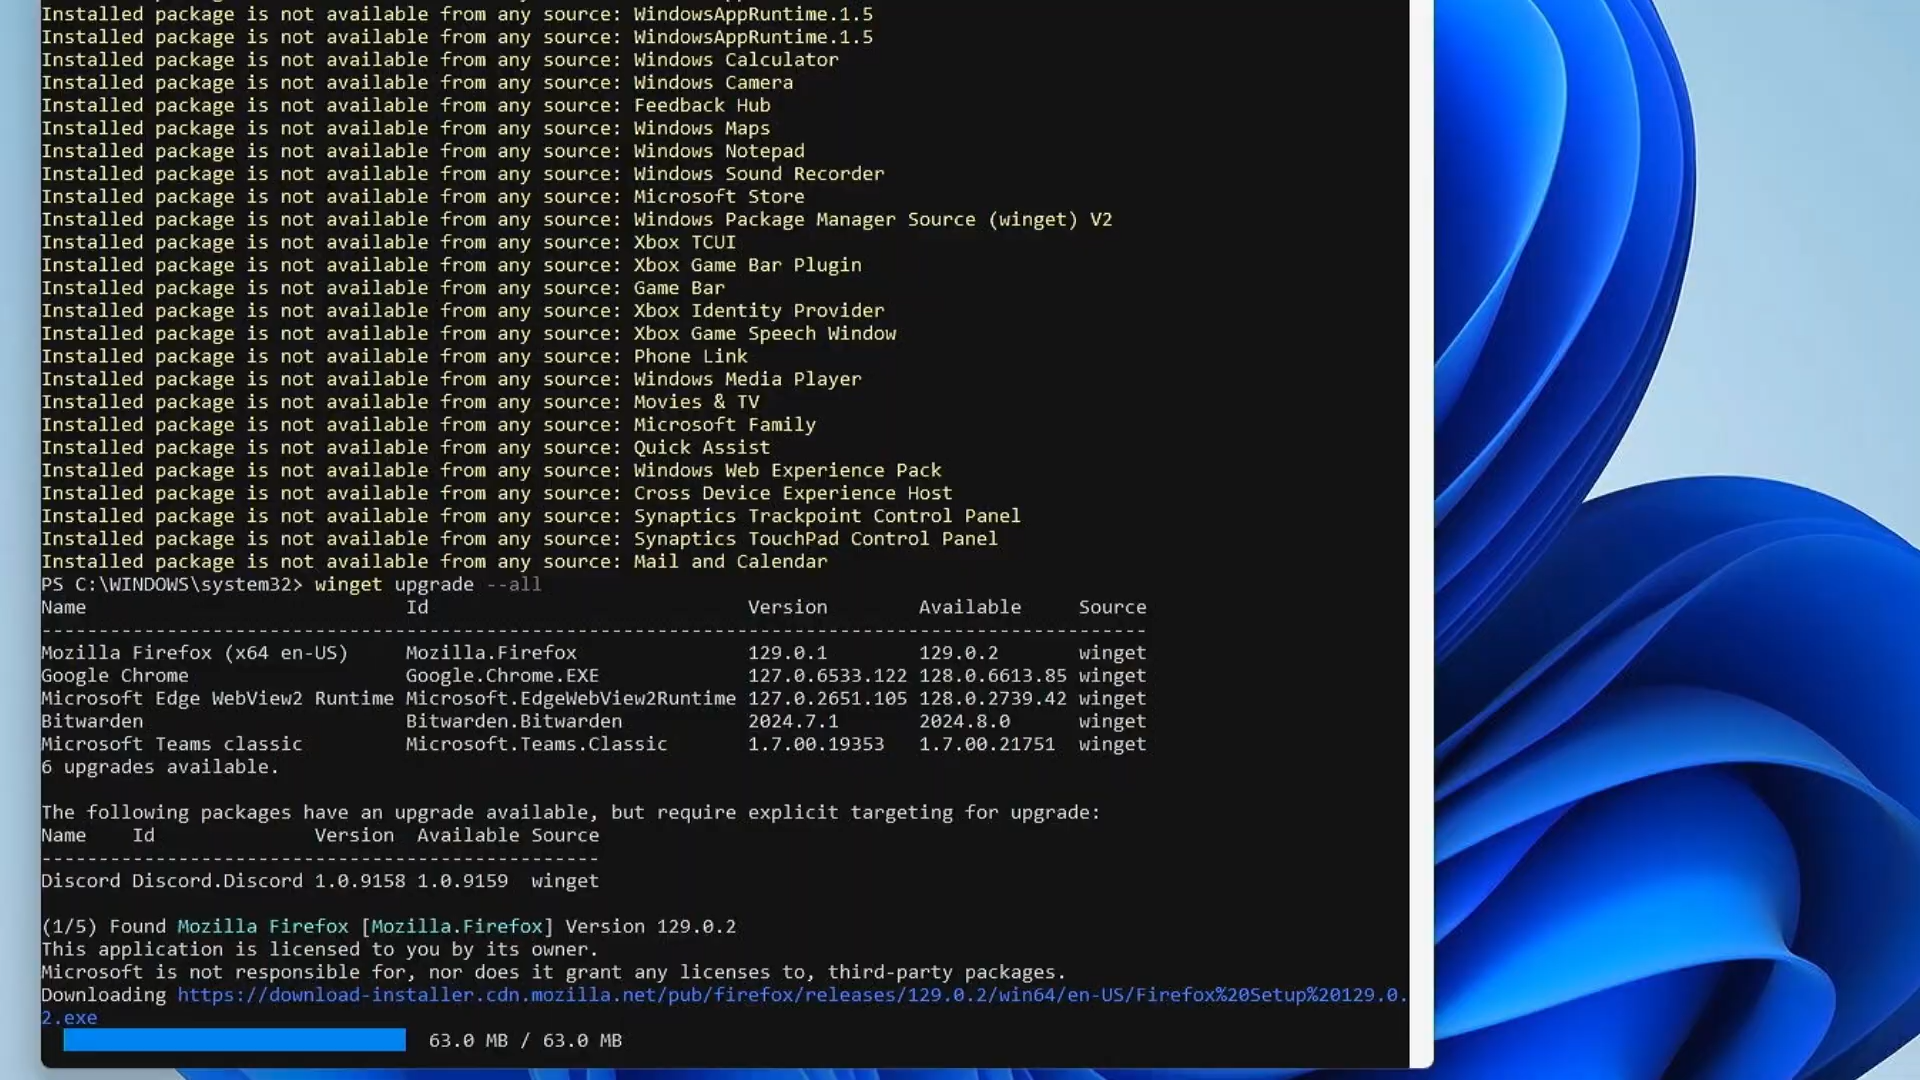 Installed package is not available from any source: WindowsAppRuntime.1.5
Installed package is not available from any source: WindowsAppRuntime.1.5
Installed package is not available from any source: Windows Calculator
Installed package is not available from any source: Windows Camera
Installed package is not available from any source: Feedback Hub
Installed package is not available from any source: Windows Maps
Installed package is not available from any source: Windows Notepad
Installed package is not available from any source: Windows Sound Recorder
Installed package is not available from any source: Microsoft Store
Installed package is not available from any source: Windows Package Manager Source (winget) V2
Installed package is not available from any source: Xbox TCUI
Installed package is not available from any source: Xbox Game Bar Plugin
Installed package is not available from any source: Game Bar
Installed package is not available from any source: Xbox Identity Provider
Installed package is not available from any source: Xbox Game Speech Window
Installed package is not available from any source: Phone Link
Installed package is not available from any source: Windows Media Player
Installed package is not available from any source: Movies & TV
Installed package is not available from any source: Microsoft Family
Installed package is not available from any source: Quick Assist
Installed package is not available from any source: Windows Web Experience Pack
Installed package is not available from any source: Cross Device Experience Host
Installed package is not available from any source: Synaptics Trackpoint Control Panel
Installed package is not available from any source: Synaptics TouchPad Control Panel
Installed package is not available from any source: Mail and Calendar
PS C:\WINDOWS\system32> winget upgrade --all
Name Id Version Available Source
-------------------------------------------------------------------------------------------------
Mozilla Firefox (x64 en-US) Mozilla.Firefox 129.0.1 129.0.2 winget
Google Chrome Google.Chrome.EXE 127.0.6533.122 128.0.6613.85 winget
Microsoft Edge WebView2 Runtime Microsoft.EdgeWebView2Runtime 127.0.2651.105 128.0.2739.42 winget
Bitwarden Bitwarden.Bitwarden 2024.7.1 2024.8.0 winget
Microsoft Teams classic Microsoft.Teams.Classic 1.7.00.19353 1.7.00.21751 winget
6 upgrades available.
The following packages have an upgrade available, but require explicit targeting for upgrade:
Name Id Version Available Source
-------------------------------------------------
Discord Discord.Discord 1.0.9158 1.0.9159 winget
(1/5) Found Mozilla Firefox [Mozilla.Firefox] Version 129.0.2
This application is licensed to you by its owner.
Microsoft is not responsible for, nor does it grant any licenses to, third-party packages.
Downloading https://download-installer.cdn.mozilla.net/pub/firefox/releases/129.0.2/win64/en-US/Firefox%20Setup%20129.0.
2.exe
63.0 MB / 63.0 MB